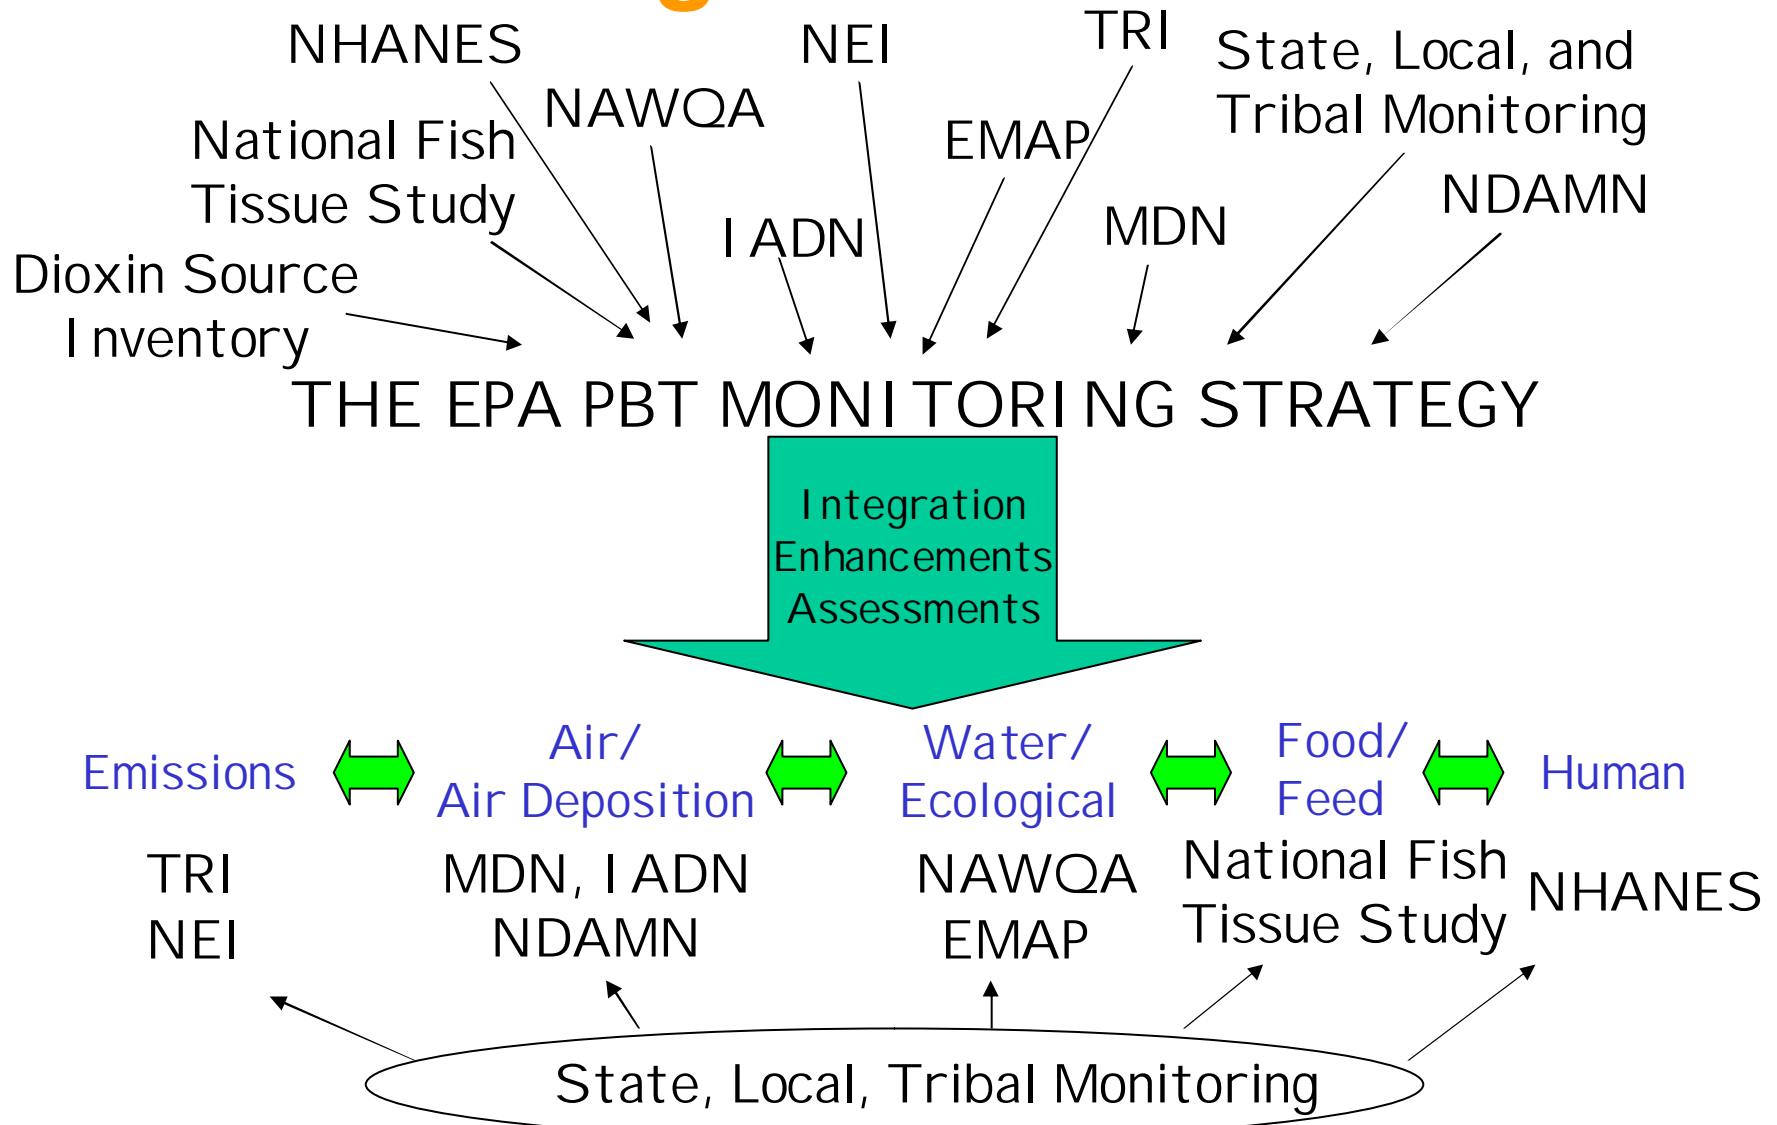 NHANES
NEI
TRI
State, Local, and
Tribal Monitoring
NAWQA
National Fish
Tissue Study
EMAP
NDAMN
IADN
MDN
Dioxin Source
Inventory
THE EPA PBT MONITORING STRATEGY
Integration
Enhancements
Assessments
Emissions
Air/
Air Deposition
Water/
Ecological
Food/
Feed
Human
TRI
NEI
MDN, IADN
NDAMN
NAWQA
EMAP
National Fish
Tissue Study
NHANES
State, Local, Tribal Monitoring